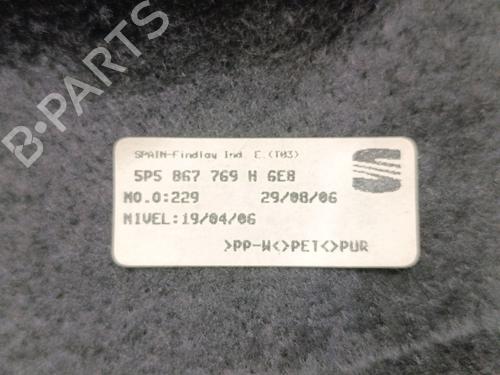 SPAIN-Findlay Ind. E.(T03)
5P5 867 769 H 6E8
MO.O:229 29/08/06
NIVEL:19/04/06
>PP-W<>PET<>PUR
B-PARTS